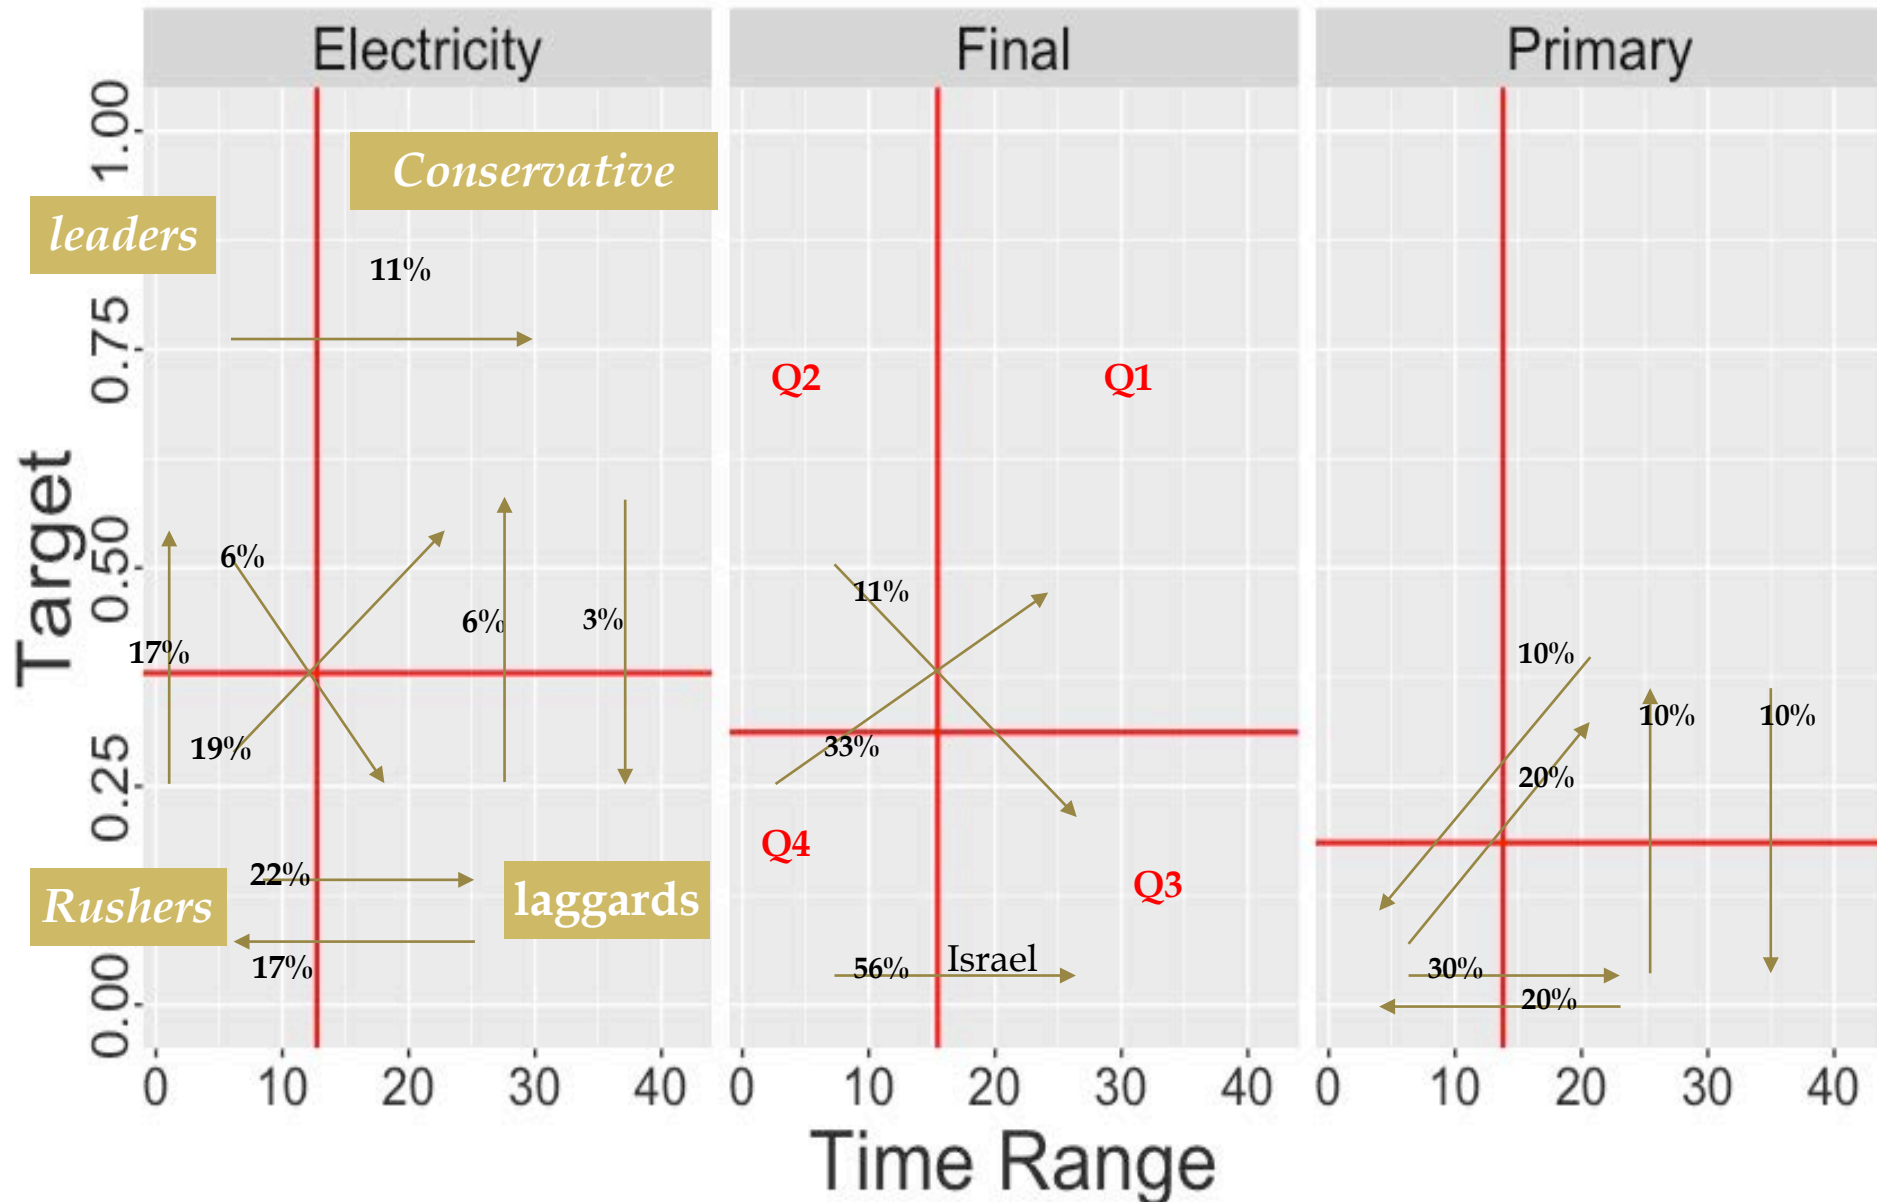 Electricity
Final
Primary
Target
1.00
0.75
0.50
0.25
0.00
leaders
Conservative
11%
6%
17%
19%
6%
3%
22%
17%
Rushers
laggards
Q2
Q1
11%
33%
Q4
Q3
56%
Israel
10%
20%
10%
10%
30%
20%
0 10 20 30 40
0 10 20 30 40
0 10 20 30 40
Time Range